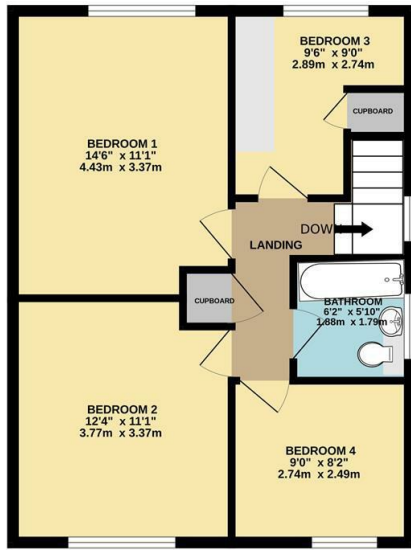 BEDROOM 3
9'6" x 9'0"
2.89m x 2.74m
CUPBOARD
BEDROOM 1
14'6" x 11'1"
4.43m x 3.37m
DOWN
LANDING
CUPBOARD
BATHROOM
6'2" x 5'10"
1.88m x 1.79m
BEDROOM 2
12'4" x 11'1"
3.77m x 3.37m
BEDROOM 4
9'0" x 8'2"
2.74m x 2.49m